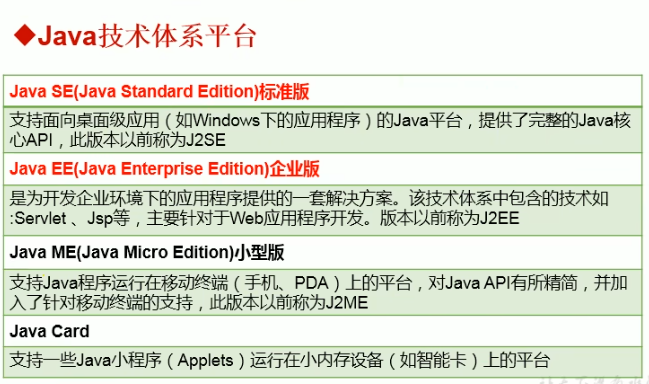 ◆Java技术体系平台
Java SE(Java Standard Edition)标准版
支持面向桌面级应用（如Windows下的应用程序）的Java平台，提供了完整的Java核
心API，此版本以前称为J2SE
Java EE(Java Enterprise Edition)企业版
是为开发企业环境下的应用程序提供的一套解决方案。该技术体系中包含的技术如
:Servlet 、Jsp等，主要针对于Web应用程序开发。版本以前称为J2EE
Java ME(Java Micro Edition)小型版
支持Java程序运行在移动终端（手机、PDA）上的平台，对Java API有所精简，并加
入了针对移动终端的支持，此版本以前称为J2ME
Java Card
支持一些Java小程序（Applets）运行在小内存设备（如智能卡）上的平台